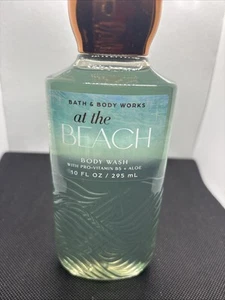 BATH & BODY WORKS
at the
BEACH
BODY WASH
WITH PRO-VITAMIN B5 + ALOE
10 FL OZ / 295 mL